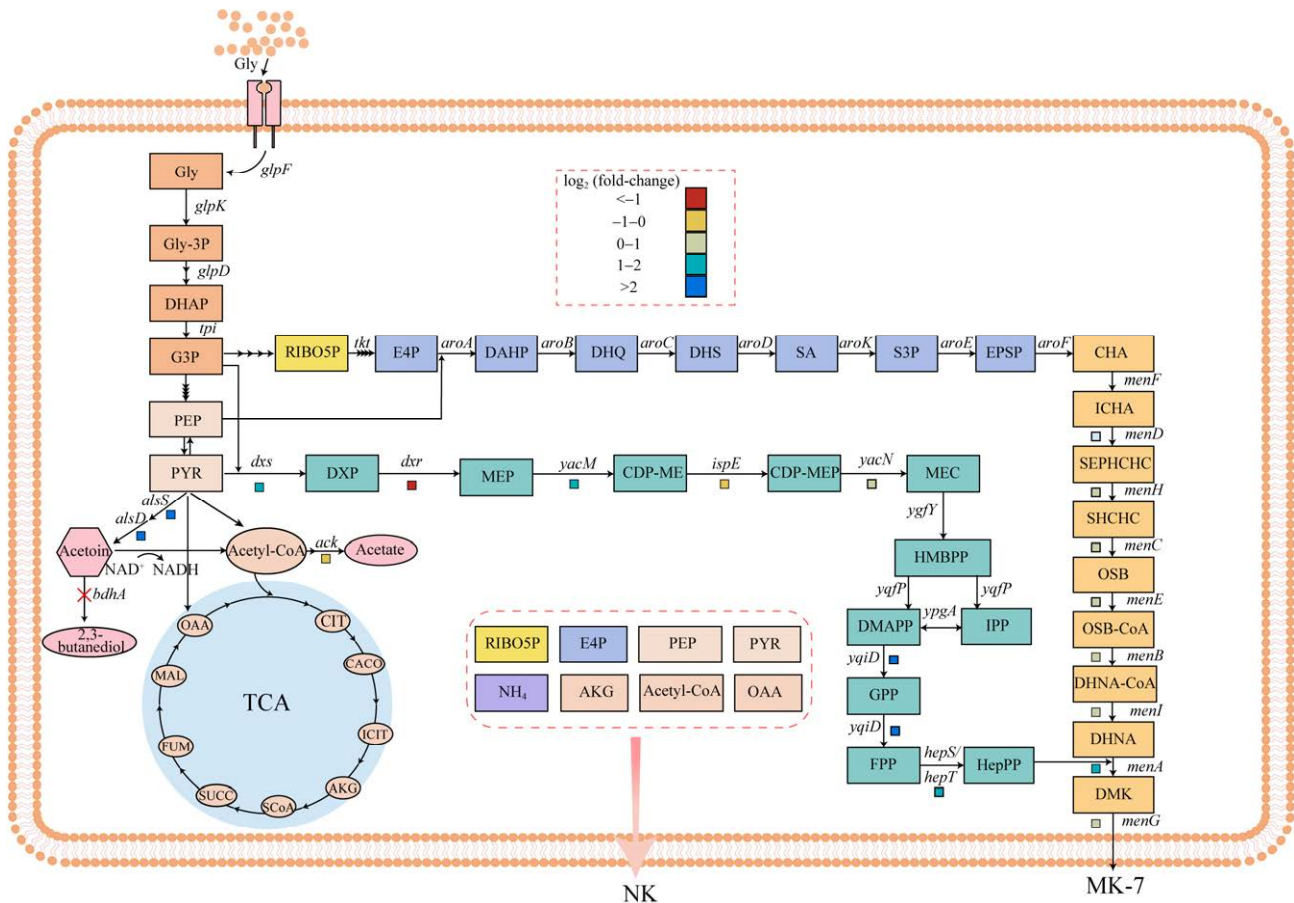 Gly
glpF
Gly
glpK
Gly-3P
glpD
DHAP
tpi
G3P
PEP
PYR
log₂ (fold-change)
<–1
–1–0
0–1
1–2
>2
RIBO5P
tkt
E4P
aroA
DAHP
aroB
DHQ
aroC
DHS
aroD
SA
aroK
S3P
aroE
EPSP
aroF
CHA
menF
ICHA
menD
SEPHCHC
menH
SHCHC
menC
OSB
menE
OSB-CoA
menB
DHNA-CoA
menI
DHNA
menA
DMK
menG
MK-7
dxs
DXP
dxr
MEP
yacM
CDP-ME
ispE
CDP-MEP
yacN
MEC
ygfY
HMBPP
yqfP
yqfP
DMAPP
ypgA
IPP
yqiD
GPP
yqiD
FPP
hepS/
hepT
HepPP
alsS
alsD
Acetoin
NAD⁺
NADH
Acetyl-CoA
ack
Acetate
bdhA
2,3-
butanediol
TCA
OAA
CIT
CACO
ICIT
AKG
SCoA
SUCC
FUM
MAL
RIBO5P
E4P
PEP
PYR
NH₄
AKG
Acetyl-CoA
OAA
NK